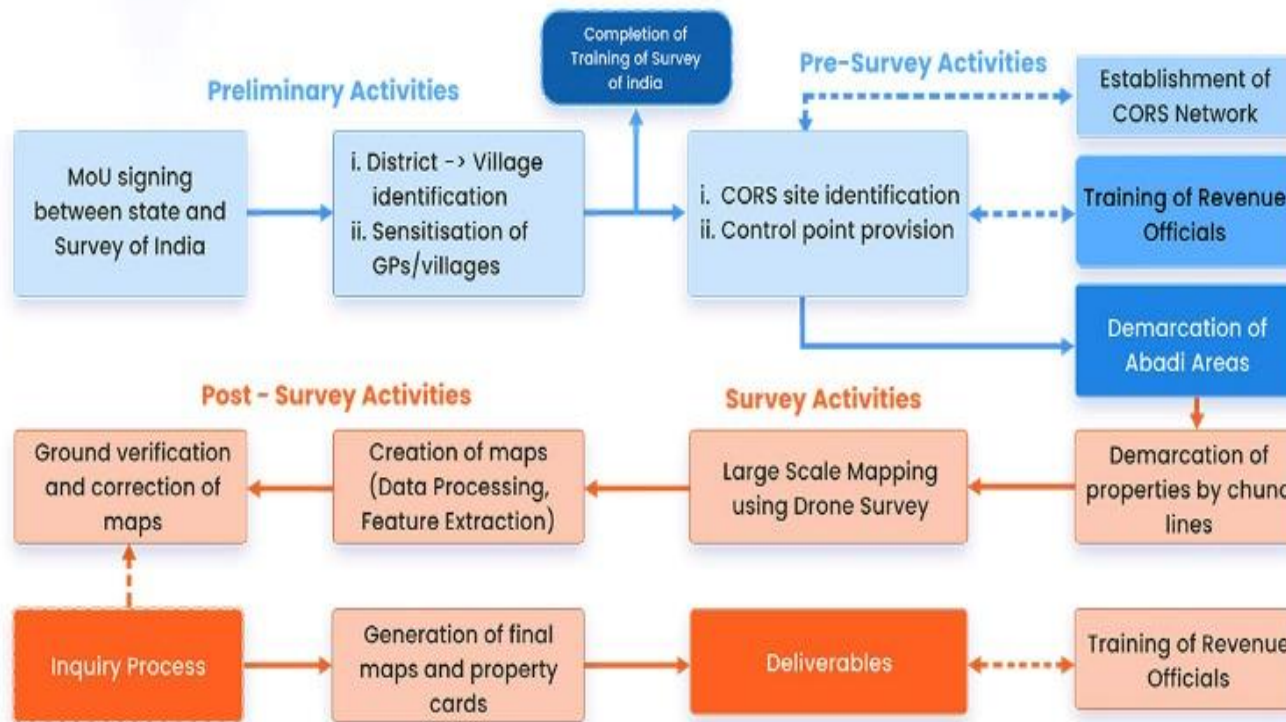 Completion of
Training of Survey
of india
Preliminary Activities
Pre-Survey Activities
MoU signing
between state and
Survey of India
i. District -> Village
identification
ii. Sensitisation of
GPs/villages
i. CORS site identification
ii. Control point provision
Establishment of
CORS Network
Training of Revenue
Officials
Demarcation of
Abadi Areas
Post - Survey Activities
Survey Activities
Ground verification
and correction of
maps
Creation of maps
(Data Processing,
Feature Extraction)
Large Scale Mapping
using Drone Survey
Demarcation of
properties by chuna
lines
Inquiry Process
Generation of final
maps and property
cards
Deliverables
Training of Revenue
Officials